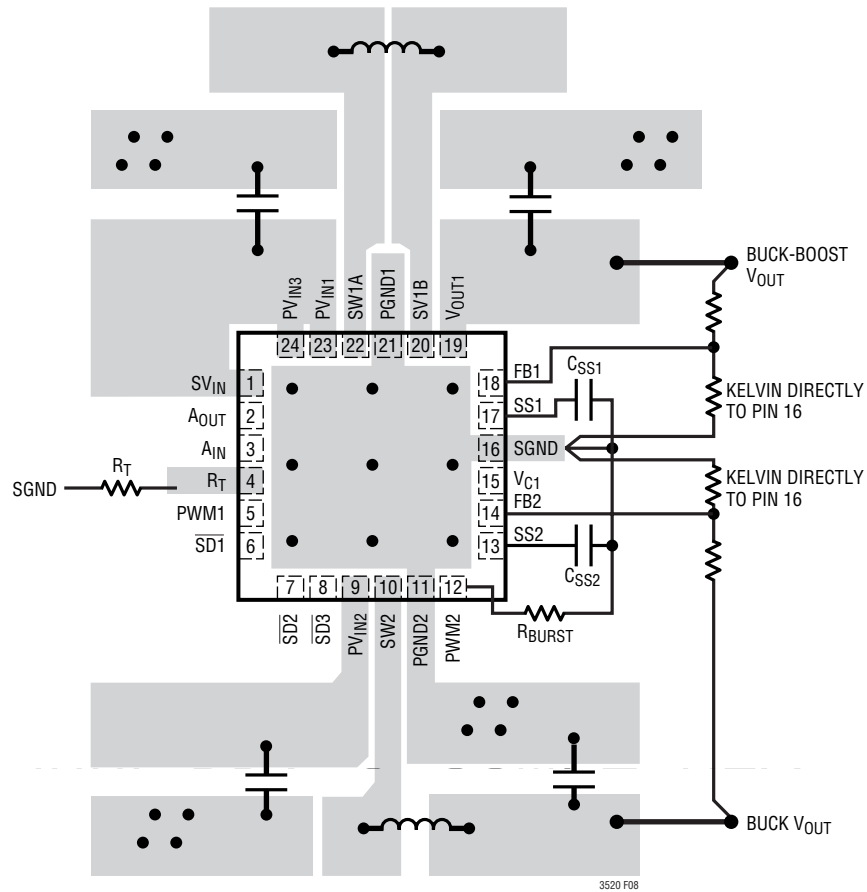 BUCK-BOOST
VOUT
PVIN3
PVIN1
SW1A
PGND1
SV1B
VOUT1
24
23
22
21
20
19
SVIN
1
AOUT
2
AIN
3
RT
4
PWM1
5
SD1
6
18
FB1
17
SS1
16
SGND
15
VC1
14
FB2
13
SS2
CSS1
CSS2
KELVIN DIRECTLY
TO PIN 16
KELVIN DIRECTLY
TO PIN 16
SGND
RT
7
8
9
10
11
12
SD2
SD3
PVIN2
SW2
PGND2
PWM2
RBURST
BUCK VOUT
3520 F08